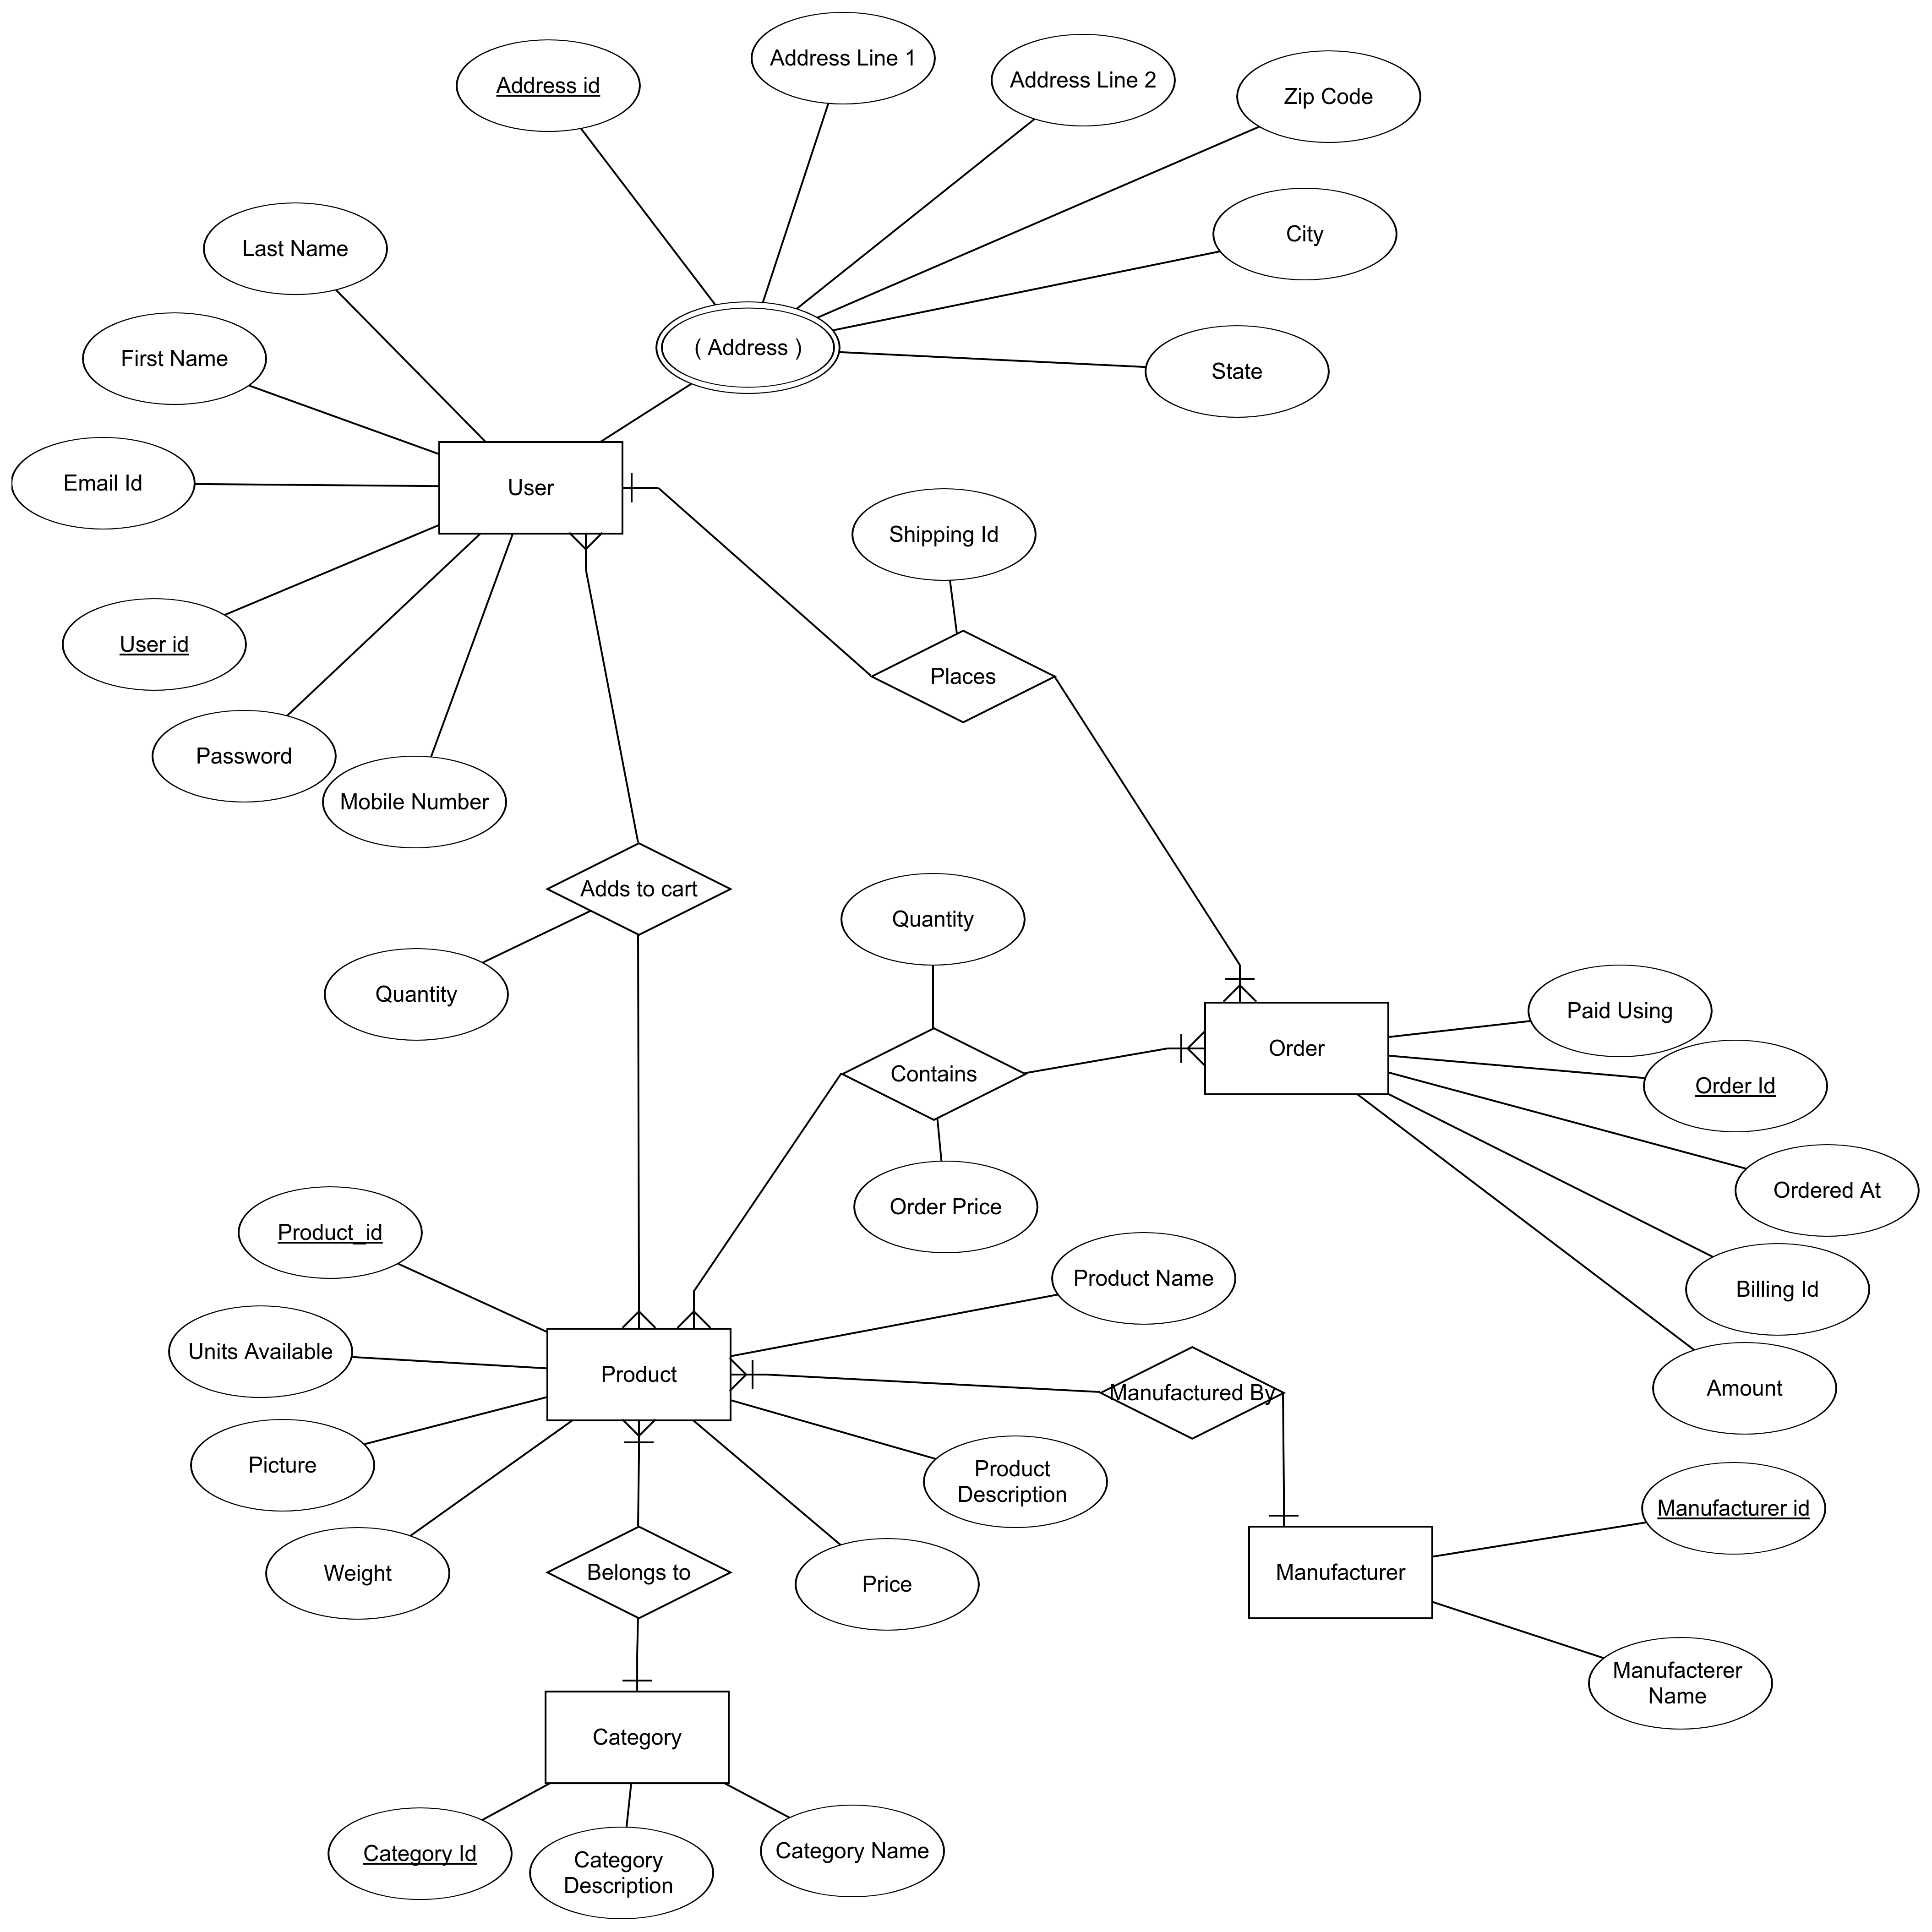 Address Line 1
Address Line 2
Address id
Zip Code
City
Last Name
( Address )
First Name
State
Email Id
User
Shipping Id
User id
Places
Password
Mobile Number
Adds to cart
Quantity
Quantity
Paid Using
Order
Contains
Order Id
Ordered At
Order Price
Product_id
Product Name
Billing Id
Units Available
Product
Manufactured By
Amount
Picture
Product
Description
Manufacturer id
Weight
Belongs to
Price
Manufacturer
Manufacterer
Name
Category
Category Id
Category
Description
Category Name